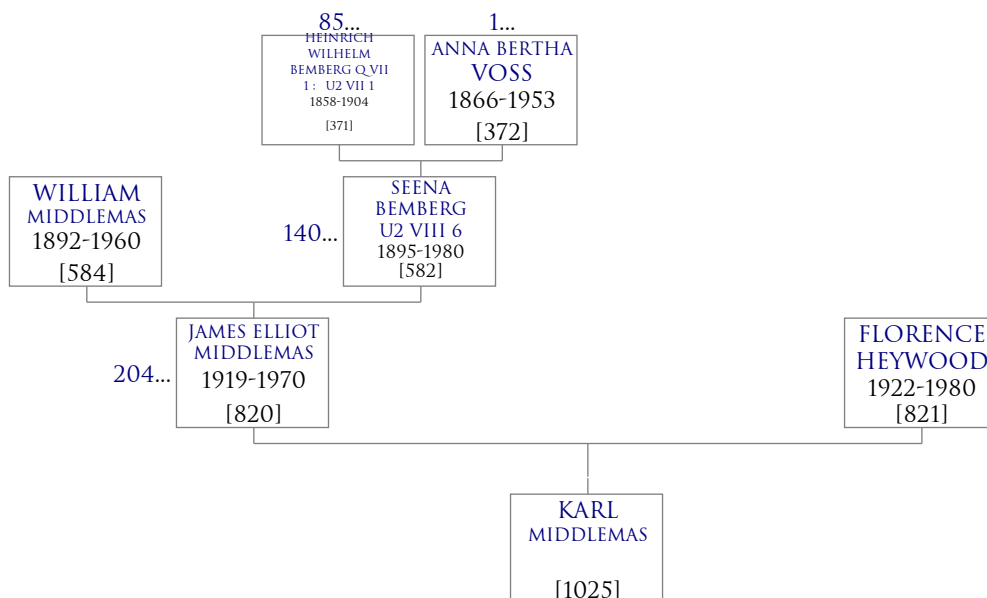 85...
HEINRICH
WILHELM
BEMBERG Q VII
1 : U2 VII 1
1858-1904
[371]
1...
ANNA BERTHA
VOSS
1866-1953
[372]
WILLIAM
MIDDLEMAS
1892-1960
[584]
140...
SEENA
BEMBERG
U2 VIII 6
1895-1980
[582]
204...
JAMES ELLIOT
MIDDLEMAS
1919-1970
[820]
FLORENCE
HEYWOOD
1922-1980
[821]
KARL
MIDDLEMAS
[1025]